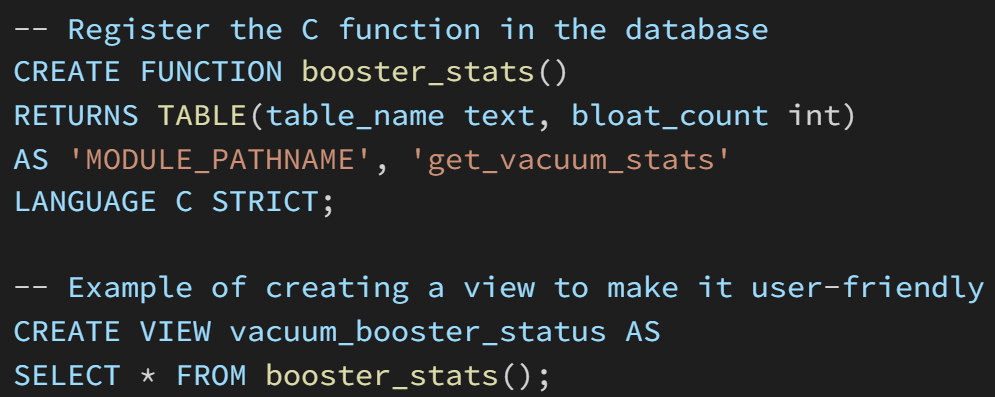 -- Register the C function in the database
CREATE FUNCTION booster_stats()
RETURNS TABLE(table_name text, bloat_count int)
AS 'MODULE_PATHNAME', 'get_vacuum_stats'
LANGUAGE C STRICT;

-- Example of creating a view to make it user-friendly
CREATE VIEW vacuum_booster_status AS
SELECT * FROM booster_stats();